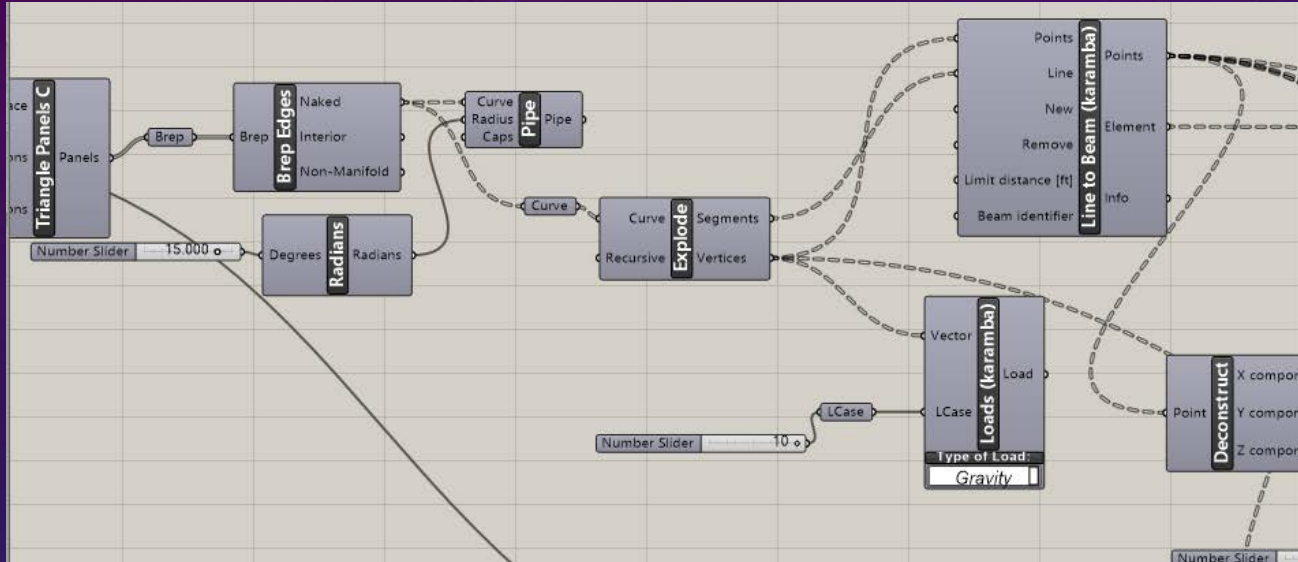 ace
ons
ons
Triangle Panels C
Panels
Brep
Brep
Brep Edges
Naked
Interior
Non-Manifold
Curve
Radius
Caps
Pipe
Pipe
Number Slider
15.000
Degrees
Radians
Radians
Curve
Curve
Recursive
Explode
Segments
Vertices
Points
Line
New
Remove
Limit distance [ft]
Beam identifier
Line to Beam (karamba)
Points
Element
Info
Number Slider
10
LCase
Vector
LCase
Loads (karamba)
Load
Type of Load:
Gravity
Point
Deconstruct
X compor
Y compor
Z compor
Number Slider